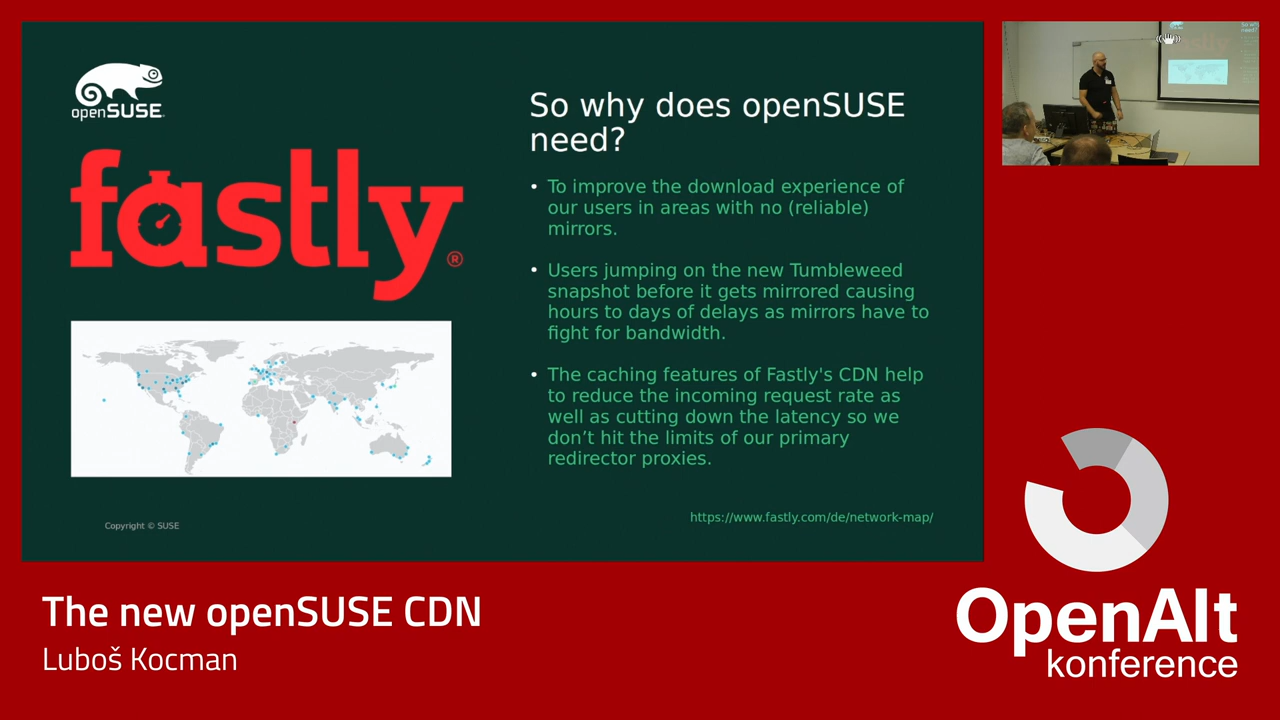 openSUSE
fastly®
So why does openSUSE
need?
• To improve the download experience of
our users in areas with no (reliable)
mirrors.
• Users jumping on the new Tumbleweed
snapshot before it gets mirrored causing
hours to days of delays as mirrors have to
fight for bandwidth.
• The caching features of Fastly's CDN help
to reduce the incoming request rate as
well as cutting down the latency so we
don’t hit the limits of our primary
redirector proxies.
Copyright © SUSE
https://www.fastly.com/de/network-map/
The new openSUSE CDN
Luboš Kocman
OpenAlt
konference